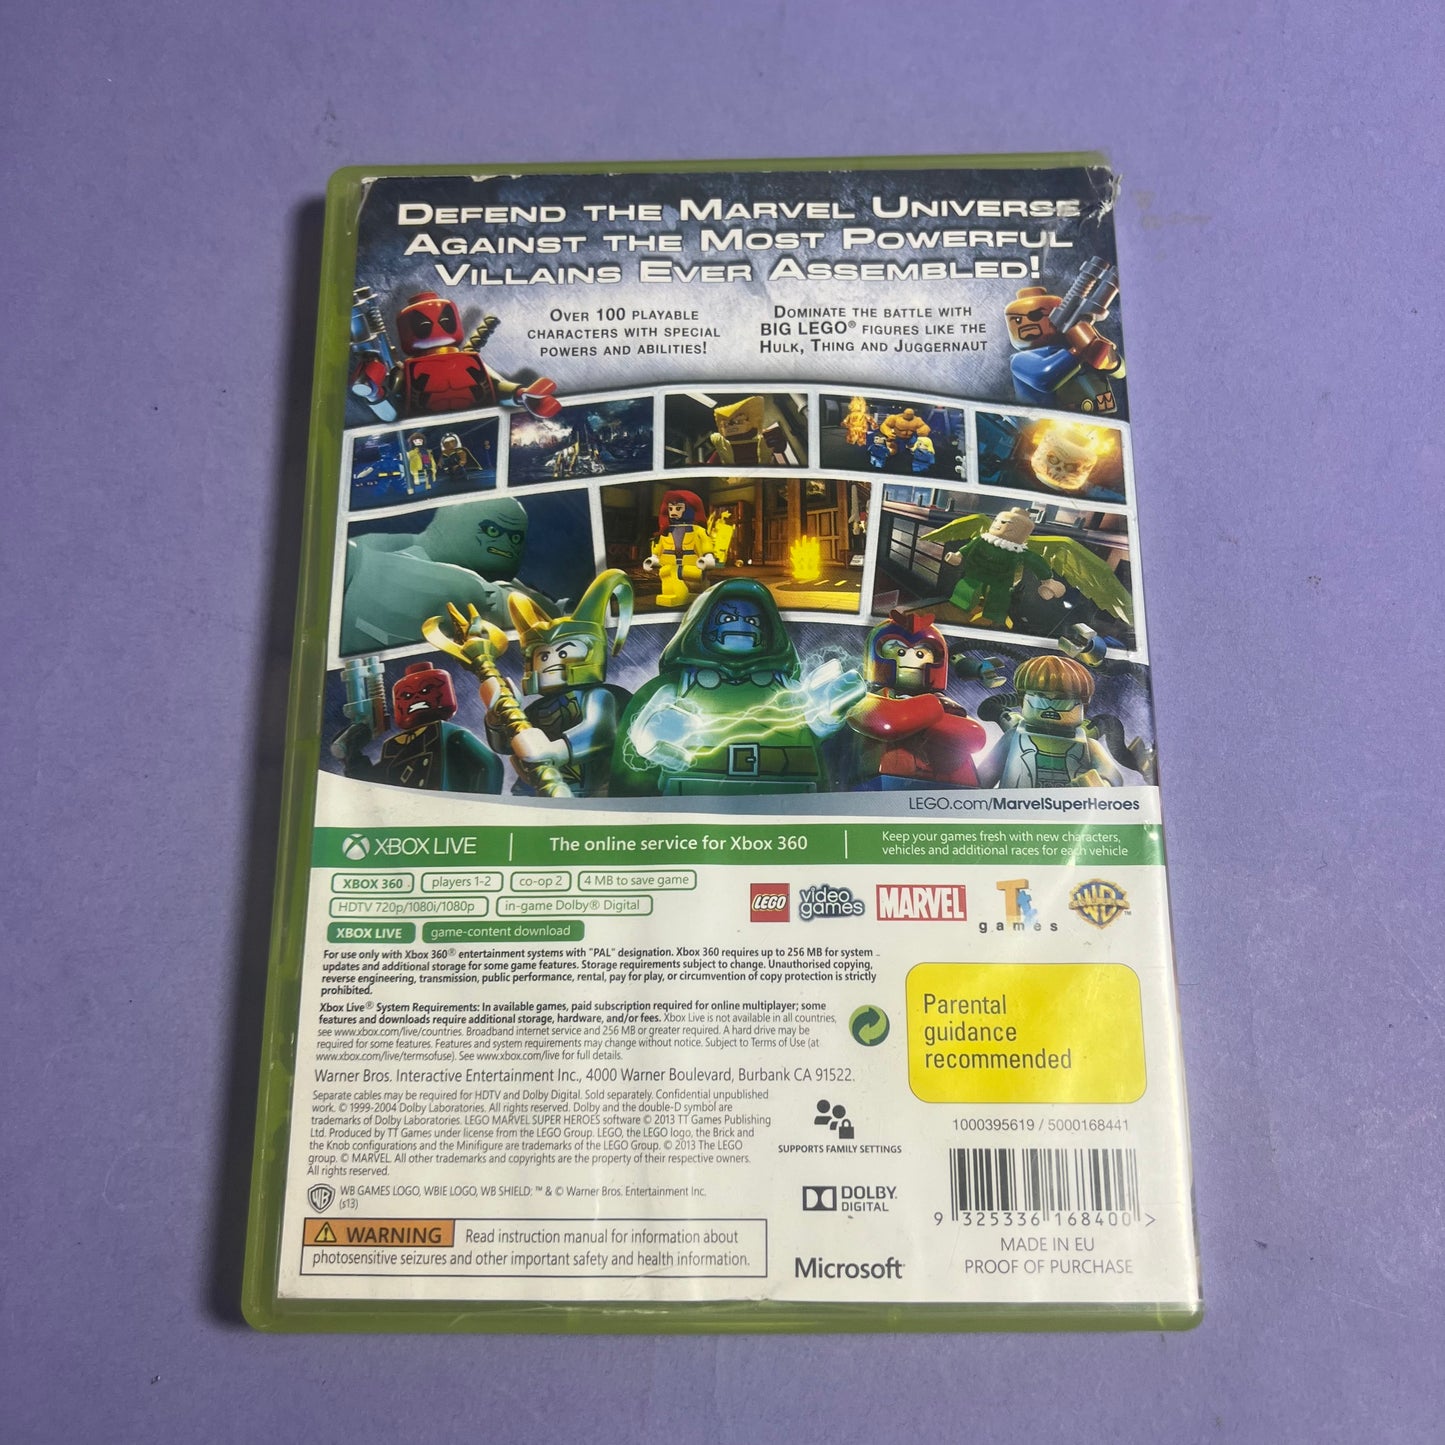 DEFEND THE MARVEL UNIVERSE
AGAINST THE MOST POWERFUL
VILLAINS EVER ASSEMBLED!
OVER 100 PLAYABLE
CHARACTERS WITH SPECIAL
POWERS AND ABILITIES!
DOMINATE THE BATTLE WITH
BIG LEGO® FIGURES LIKE THE
HULK, THING AND JUGGERNAUT
LEGO.com/MarvelSuperHeroes
XBOX LIVE
The online service for Xbox 360
Keep your games fresh with new characters,
vehicles and additional races for each vehicle
XBOX 360 players 1-2 co-op 2 4 MB to save game
HDTV 720p/1080i/1080p in-game Dolby® Digital
XBOX LIVE game-content download
LEGO video games MARVEL TT games WB
For use only with Xbox 360® entertainment systems with "PAL" designation. Xbox 360 requires up to 256 MB for system
updates and additional storage for some game features. Storage requirements subject to change. Unauthorised copying,
reverse engineering, transmission, public performance, rental, pay for play, or circumvention of copy protection is strictly
prohibited.
Xbox Live® System Requirements: In available games, paid subscription required for online multiplayer; some
features and downloads require additional storage, hardware, and/or fees. Xbox Live is not available in all countries,
see www.xbox.com/live/countries. Broadband internet service and 256 MB or greater required. A hard drive may be
required for some features. Features and system requirements may change without notice. Subject to Terms of Use (at
www.xbox.com/live/termsofuse). See www.xbox.com/live for full details.
Warner Bros. Interactive Entertainment Inc., 4000 Warner Boulevard, Burbank CA 91522.
Separate cables may be required for HDTV and Dolby Digital. Sold separately. Confidential unpublished
work. © 1999-2004 Dolby Laboratories. All rights reserved. Dolby and the double-D symbol are
trademarks of Dolby Laboratories. LEGO MARVEL SUPER HEROES software © 2013 TT Games Publishing
Ltd. Produced by TT Games under license from the LEGO Group. LEGO, the LEGO logo, the Brick and
the Knob configurations and the Minifigure are trademarks of the LEGO Group. © 2013 The LEGO
group. © MARVEL. All other trademarks and copyrights are the property of their respective owners.
All rights reserved.
WB GAMES LOGO, WBIE LOGO, WB SHIELD: ™ & © Warner Bros. Entertainment Inc.
(s13)
WARNING Read instruction manual for information about
photosensitive seizures and other important safety and health information.
Parental
guidance
recommended
1000395619 / 5000168441
SUPPORTS FAMILY SETTINGS
DOLBY
DIGITAL
Microsoft
9 325336 168400 >
MADE IN EU
PROOF OF PURCHASE